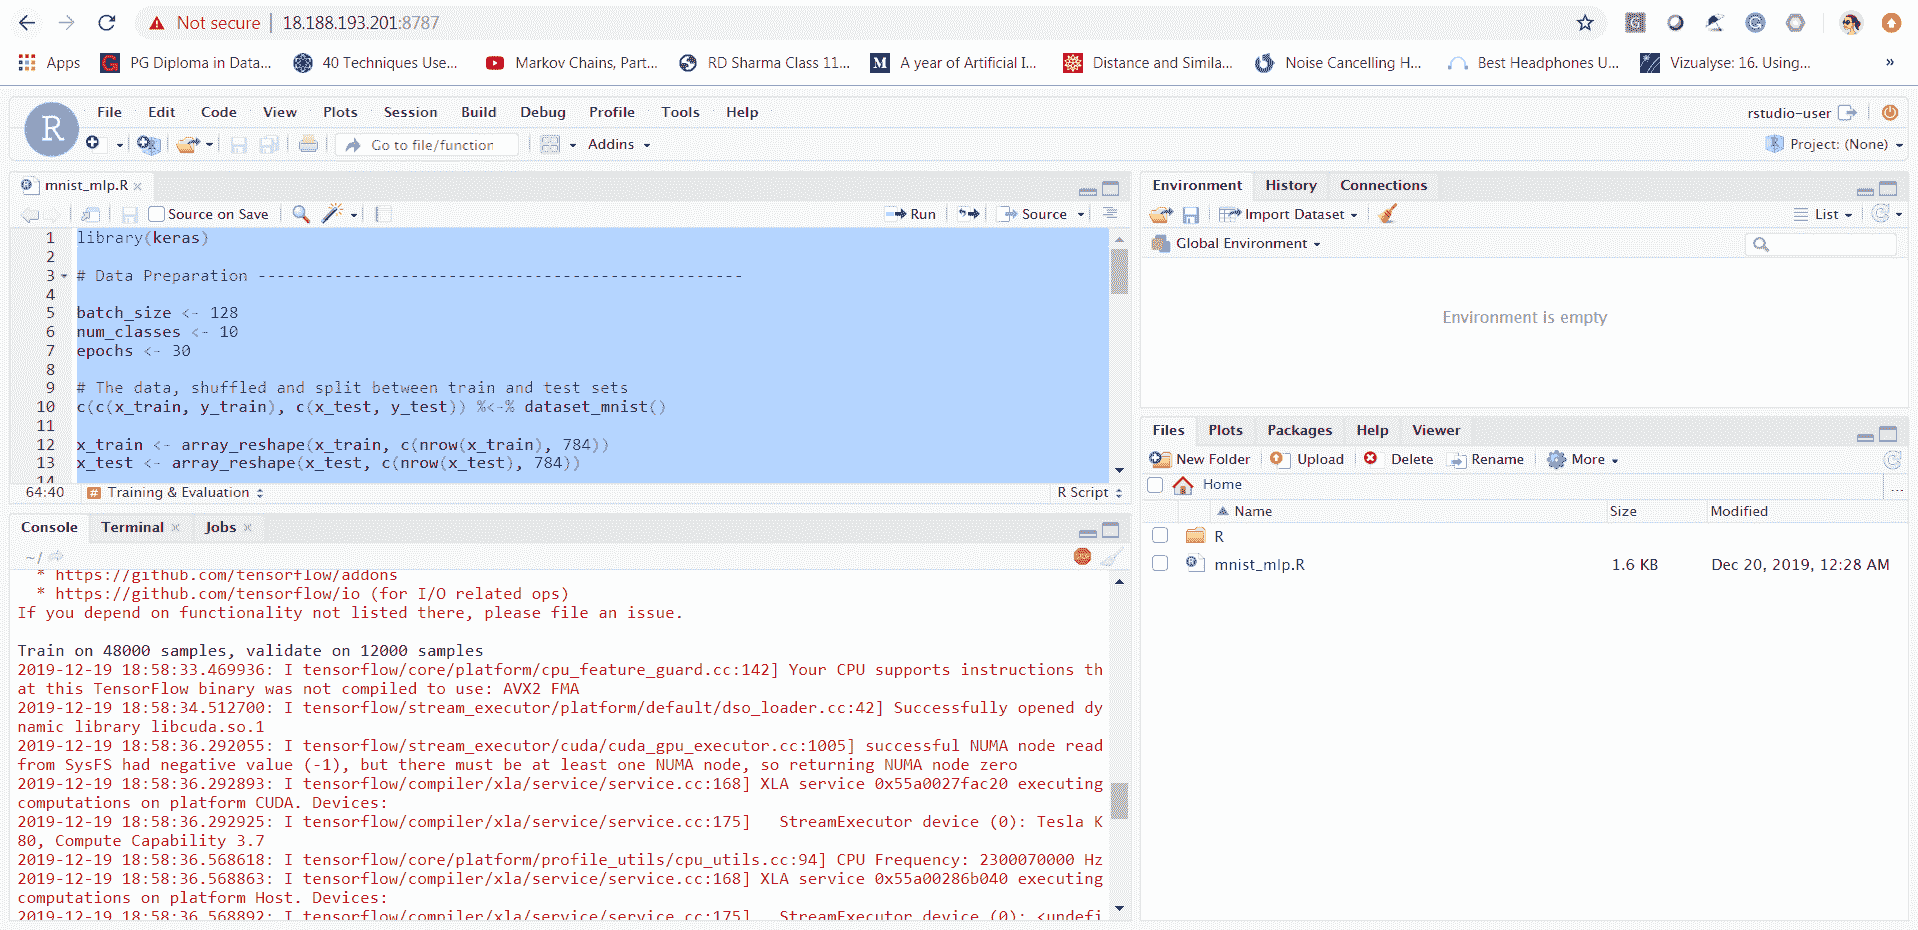 Not secure | 18.188.193.201:8787
Apps PG Diploma in Data... 40 Techniques Use... Markov Chains, Part... RD Sharma Class 11... A year of Artificial I... Distance and Simila... Noise Cancelling H... Best Headphones U... Vizualyse: 16. Using... »
R File Edit Code View Plots Session Build Debug Profile Tools Help rstudio-user
Go to file/function Addins Project: (None)
mnist_mlp.R
Source on Save Run Source
1 library(keras)
2
3 # Data Preparation ---------------------------------------------------
4
5 batch_size <- 128
6 num_classes <- 10
7 epochs <- 30
8
9 # The data, shuffled and split between train and test sets
10 c(c(x_train, y_train), c(x_test, y_test)) %<-% dataset_mnist()
11
12 x_train <- array_reshape(x_train, c(nrow(x_train), 784))
13 x_test <- array_reshape(x_test, c(nrow(x_test), 784))
14
64:40 # Training & Evaluation R Script
Console Terminal Jobs
~/
* https://github.com/tensorflow/addons
* https://github.com/tensorflow/io (for I/O related ops)
If you depend on functionality not listed there, please file an issue.
Train on 48000 samples, validate on 12000 samples
2019-12-19 18:58:33.469936: I tensorflow/core/platform/cpu_feature_guard.cc:142] Your CPU supports instructions th
at this TensorFlow binary was not compiled to use: AVX2 FMA
2019-12-19 18:58:34.512700: I tensorflow/stream_executor/platform/default/dso_loader.cc:42] Successfully opened dy
namic library libcuda.so.1
2019-12-19 18:58:36.292055: I tensorflow/stream_executor/cuda/cuda_gpu_executor.cc:1005] successful NUMA node read
from SysFS had negative value (-1), but there must be at least one NUMA node, so returning NUMA node zero
2019-12-19 18:58:36.292893: I tensorflow/compiler/xla/service/service.cc:168] XLA service 0x55a0027fac20 executing
computations on platform CUDA. Devices:
2019-12-19 18:58:36.292925: I tensorflow/compiler/xla/service/service.cc:175]   StreamExecutor device (0): Tesla K
80, Compute Capability 3.7
2019-12-19 18:58:36.568618: I tensorflow/core/platform/profile_utils/cpu_utils.cc:94] CPU Frequency: 2300070000 Hz
2019-12-19 18:58:36.568863: I tensorflow/compiler/xla/service/service.cc:168] XLA service 0x55a00286b040 executing
computations on platform Host. Devices:
2019-12-19 18:58:36.568892: I tensorflow/compiler/xla/service/service.cc:175]   StreamExecutor device (0): <undefi
Environment History Connections
Import Dataset List
Global Environment
Environment is empty
Files Plots Packages Help Viewer
New Folder Upload Delete Rename More
Home ...
Name Size Modified
R
mnist_mlp.R 1.6 KB Dec 20, 2019, 12:28 AM